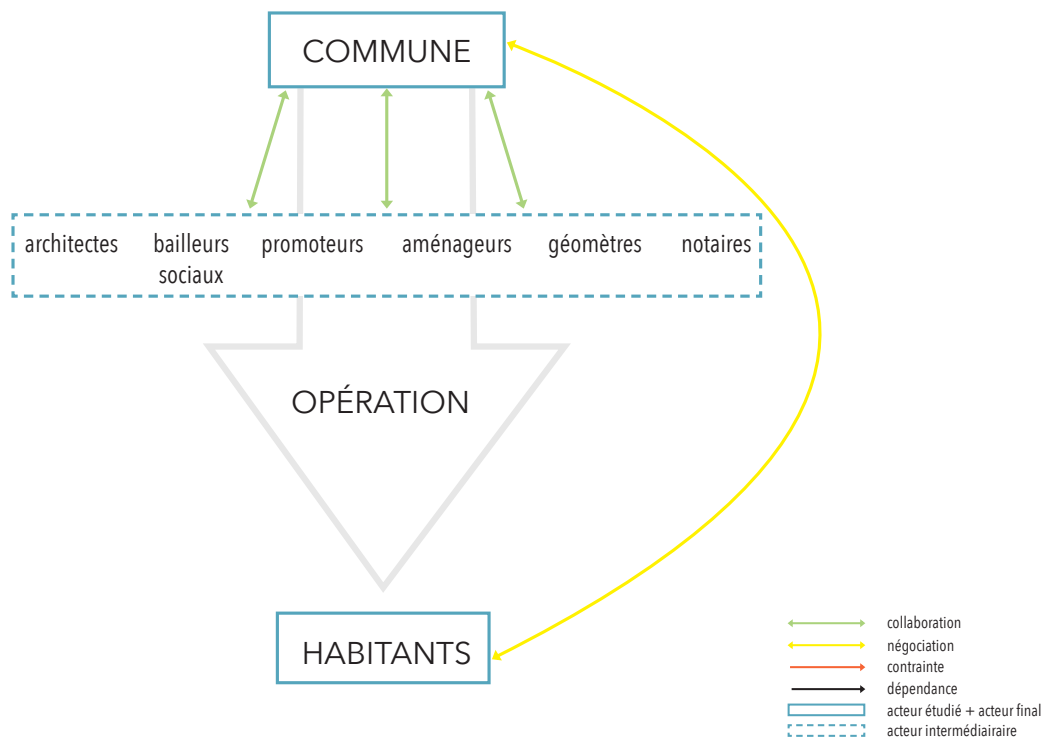 COMMUNE
architectes bailleurs promoteurs aménageurs géomètres notaires
sociaux
OPÉRATION
HABITANTS
collaboration
négociation
contrainte
dépendance
acteur étudié + acteur final
acteur intermédiairaire